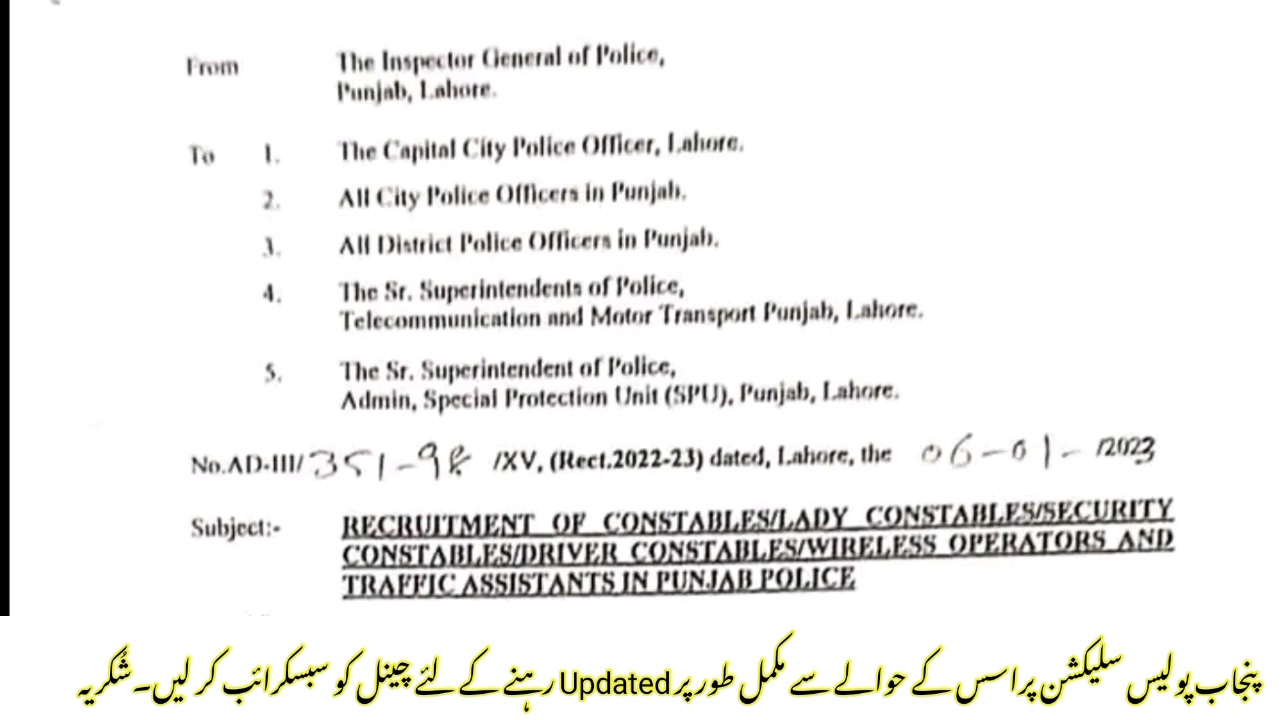 From The Inspector General of Police,
Punjab, Lahore.
To 1. The Capital City Police Officer, Lahore.
2. All City Police Officers in Punjab.
3. All District Police Officers in Punjab.
4. The Sr. Superintendents of Police,
Telecommunication and Motor Transport Punjab, Lahore.
5. The Sr. Superintendent of Police,
Admin, Special Protection Unit (SPU), Punjab, Lahore.
No.AD-III/351-98 /XV, (Rect.2022-23) dated, Lahore, the 06-01-/2023
Subject:- RECRUITMENT OF CONSTABLES/LADY CONSTABLES/SECURITY
CONSTABLES/DRIVER CONSTABLES/WIRELESS OPERATORS AND
TRAFFIC ASSISTANTS IN PUNJAB POLICE
پنجاب پولیس سلیکشن پراسس کے حوالے سے مکمل طور پر Updated رہنے کے لئے چینل کو سبسکرائب کر لیں۔ شُکریہ